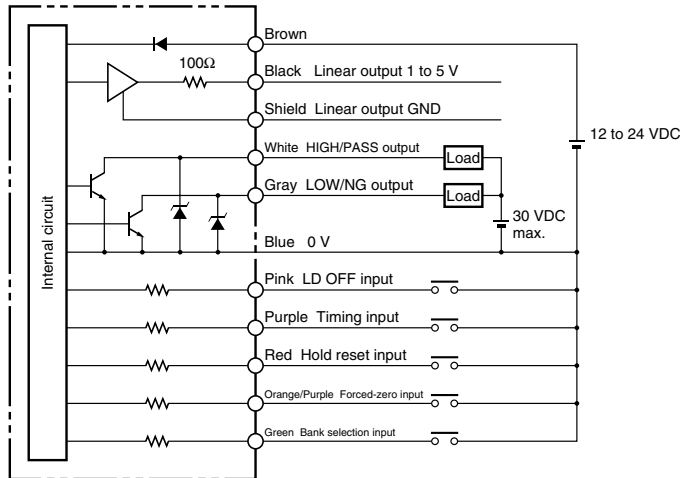 Brown
100Ω
Black Linear output 1 to 5 V
Shield Linear output GND
12 to 24 VDC
White HIGH/PASS output
Load
Gray LOW/NG output
Load
30 VDC
max.
Internal circuit
Blue 0 V
Pink LD OFF input
Purple Timing input
Red Hold reset input
Orange/Purple Forced-zero input
Green Bank selection input